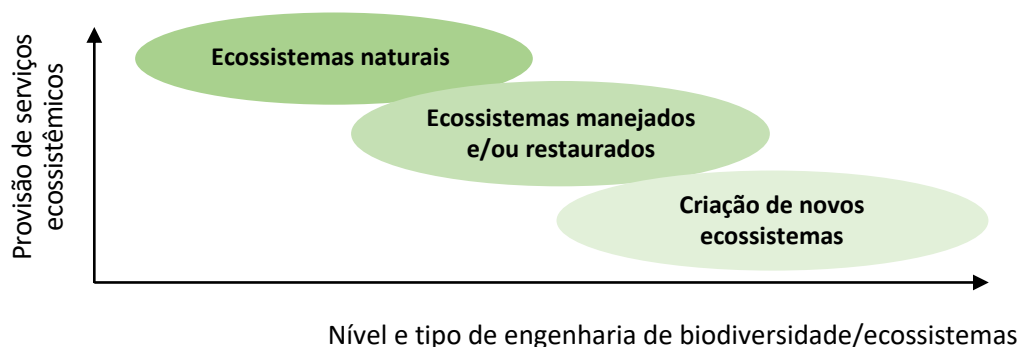 Provisão de serviços
ecossistêmicos
Ecossistemas naturais
Ecossistemas manejados
e/ou restaurados
Criação de novos
ecossistemas
Nível e tipo de engenharia de biodiversidade/ecossistemas